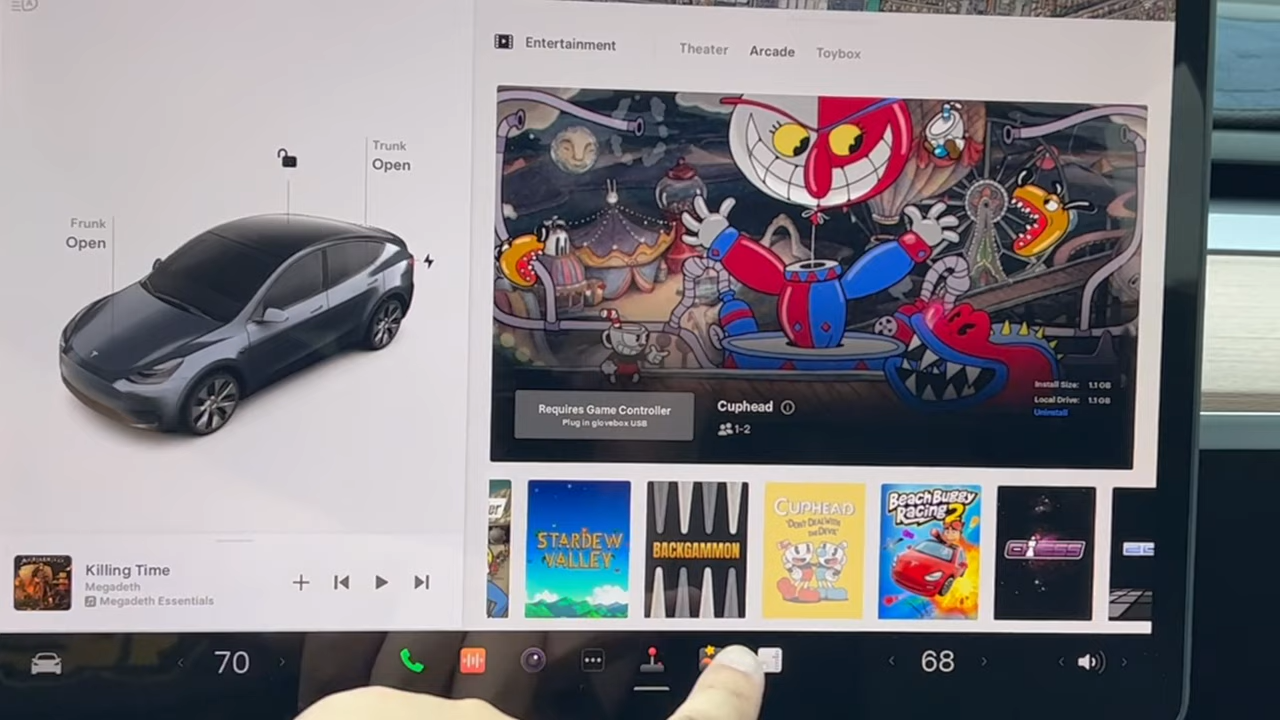 Entertainment
Theater
Arcade
Toybox
Trunk
Open
Frunk
Open
Requires Game Controller
Plug in glovebox USB
Cuphead
1-2
Install Size: 1.1 GB
Local Drive: 1.1 GB
Uninstall
STARDEW
VALLEY
BACKGAMMON
CUPHEAD
"DON'T DEAL WITH
THE DEVIL"
Beach Buggy
Racing 2
CHESS
Killing Time
Megadeth
Megadeth Essentials
70
68